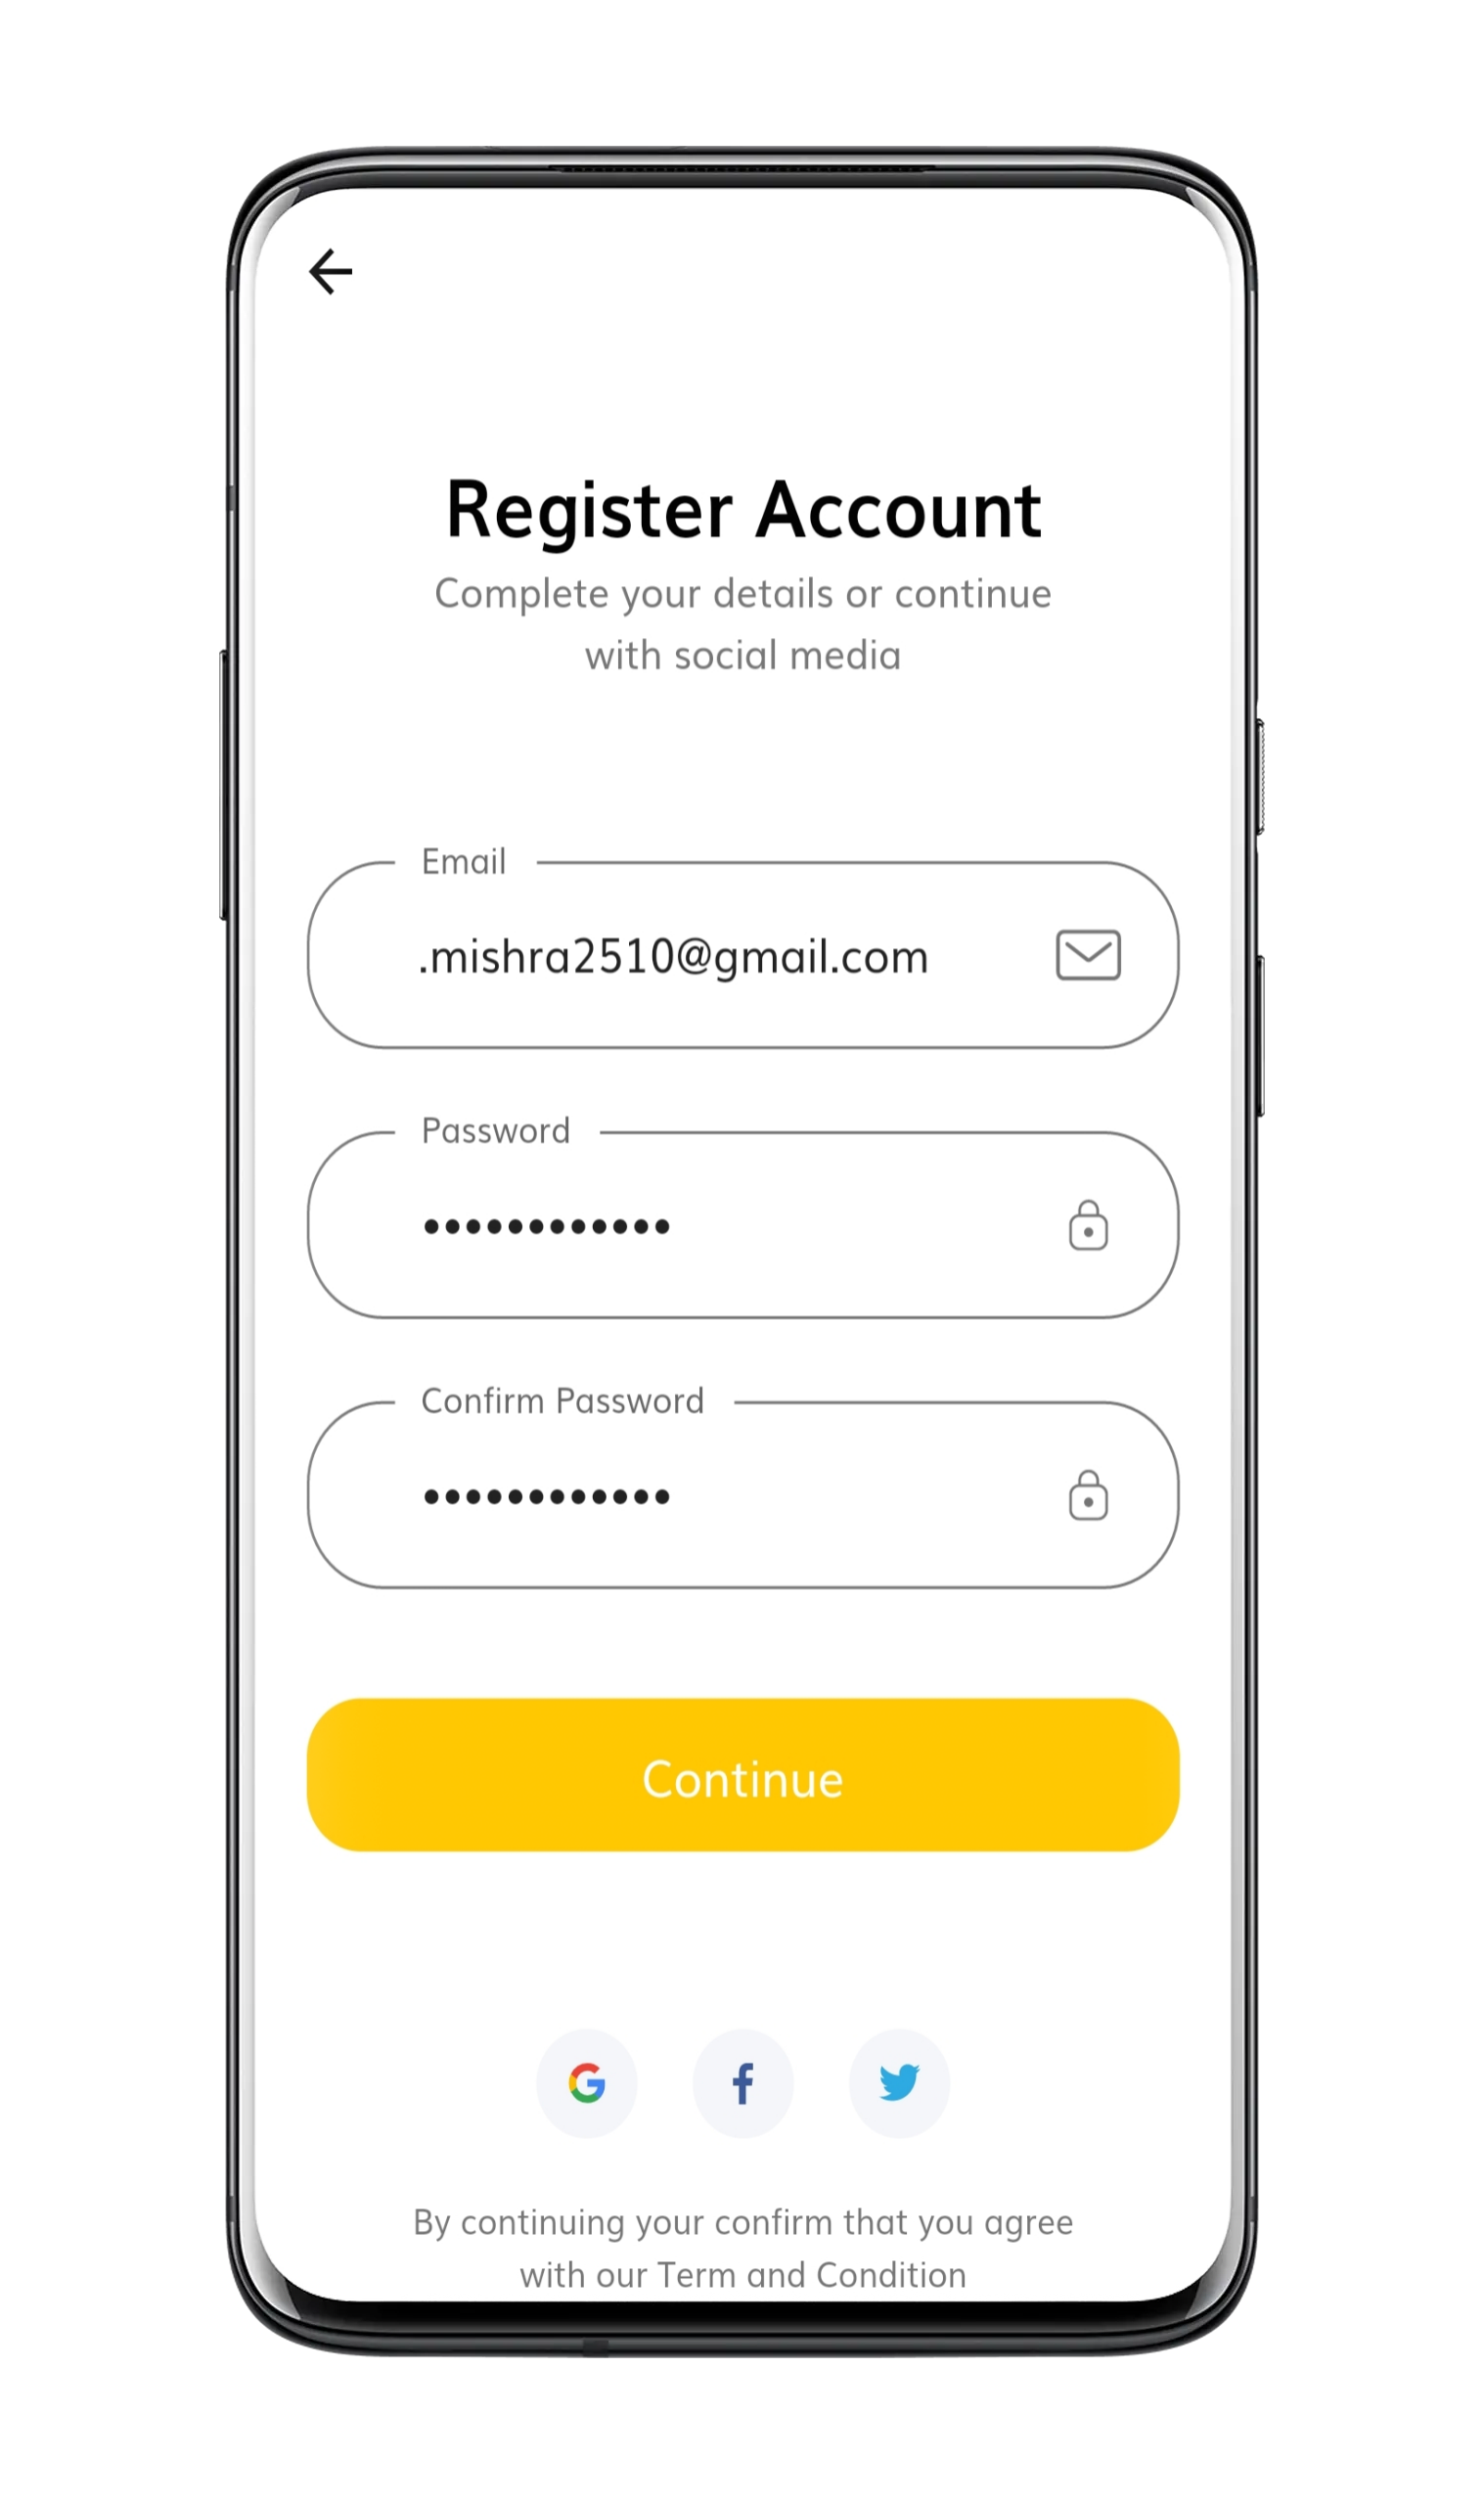 Register Account
Complete your details or continue
with social media
Email
.mishra2510@gmail.com
Password
••••••••••••
Confirm Password
••••••••••••
Continue
By continuing your confirm that you agree
with our Term and Condition